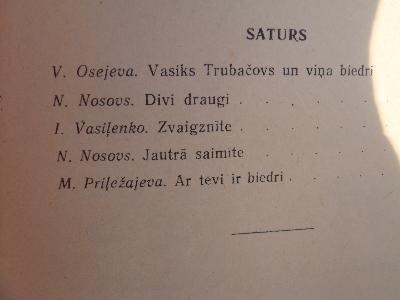 SATURS
V. Osejeva. Vasiks Trubačovs un viņa biedri
N. Nosovs. Divi draugi . . . . .
I. Vasiļenko. Zvaigznīte . . . . .
N. Nosovs. Jautrā saimīte . . . . .
M. Priļežajeva. Ar tevi ir biedri . . . .